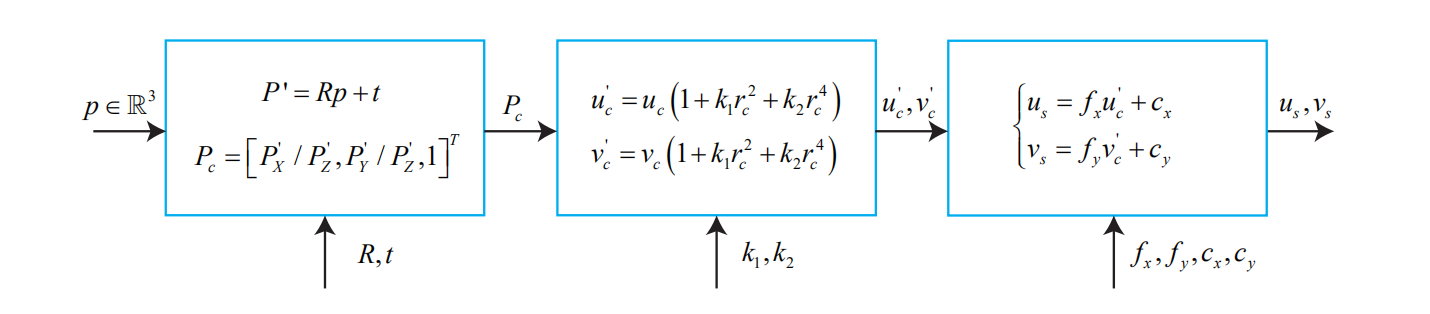 p ∈ ℝ³
P' = Rp + t
P_c = [P'_X / P'_Z, P'_Y / P'_Z, 1]^T
R, t
P_c
u'_c = u_c (1 + k_1 r_c^2 + k_2 r_c^4)
v'_c = v_c (1 + k_1 r_c^2 + k_2 r_c^4)
k_1, k_2
u'_c, v'_c
{ u_s = f_x u'_c + c_x
v_s = f_y v'_c + c_y
f_x, f_y, c_x, c_y
u_s, v_s